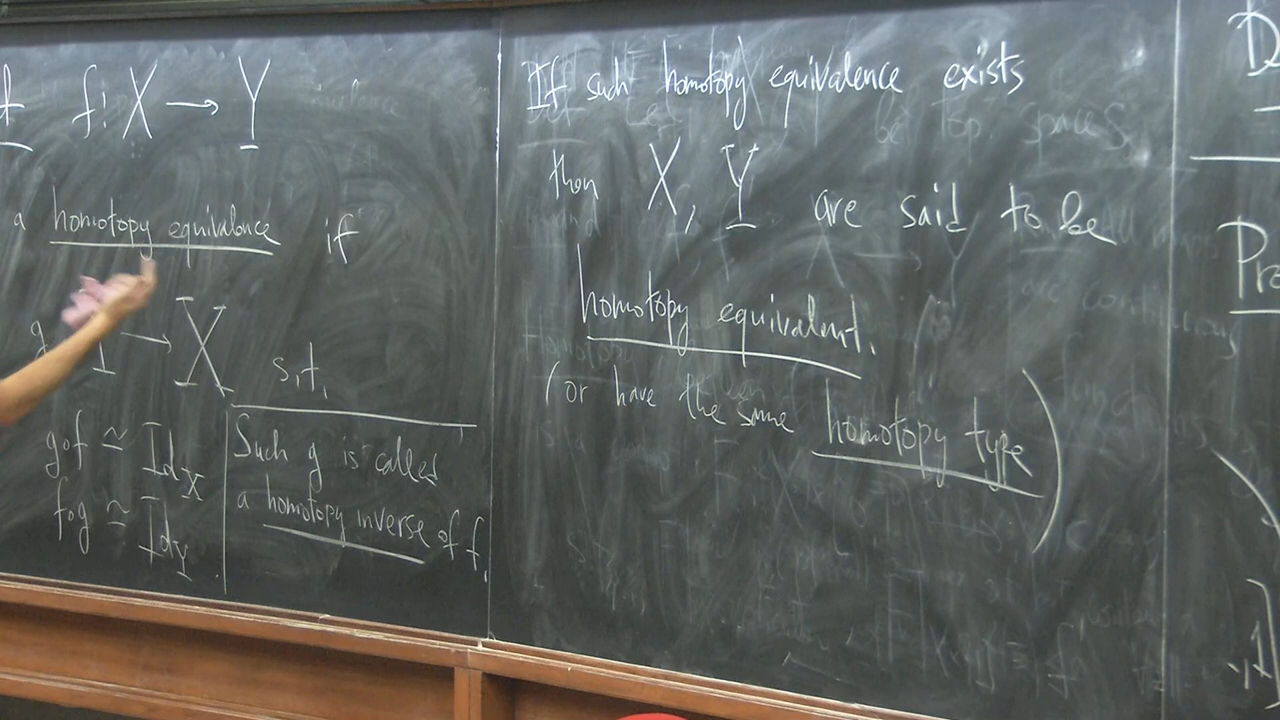 f: X → Y
a homotopy equivalence if
g → X s.t.
g∘f ≃ Id_X
f∘g ≃ Id_Y
Such g is called
a homotopy inverse of f.
If such homotopy equivalence exists
then X, Y are said to be
homotopy equivalent.
(or have the same homotopy type)